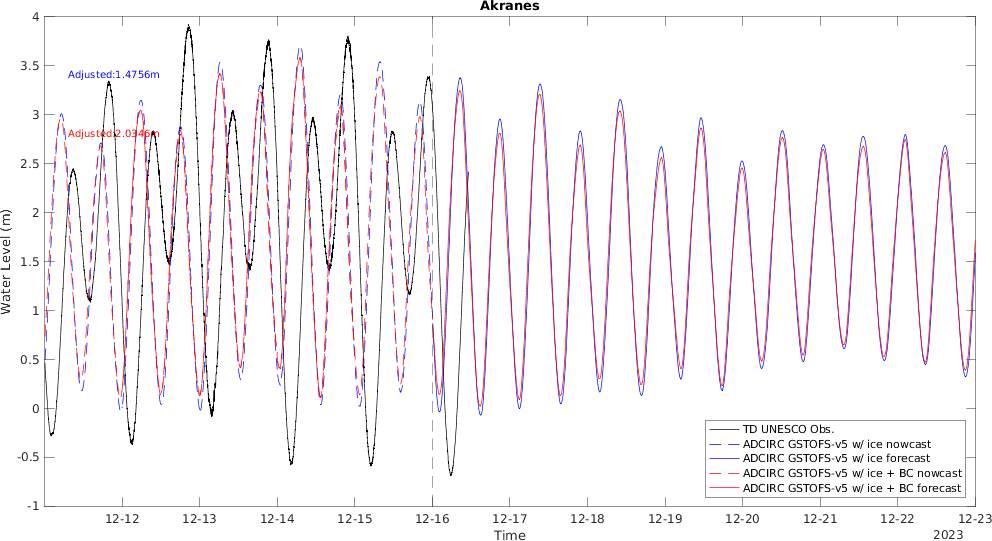 Akranes
4
3.5
3
2.5
2
1.5
1
0.5
0
-0.5
-1
Water Level (m)
Adjusted:1.4756m
Adjusted:2.0346m
TD UNESCO Obs.
ADCIRC GSTOFS-v5 w/ ice nowcast
ADCIRC GSTOFS-v5 w/ ice forecast
ADCIRC GSTOFS-v5 w/ ice + BC nowcast
ADCIRC GSTOFS-v5 w/ ice + BC forecast
12-12 12-13 12-14 12-15 12-16 12-17 12-18 12-19 12-20 12-21 12-22 12-23
Time
2023